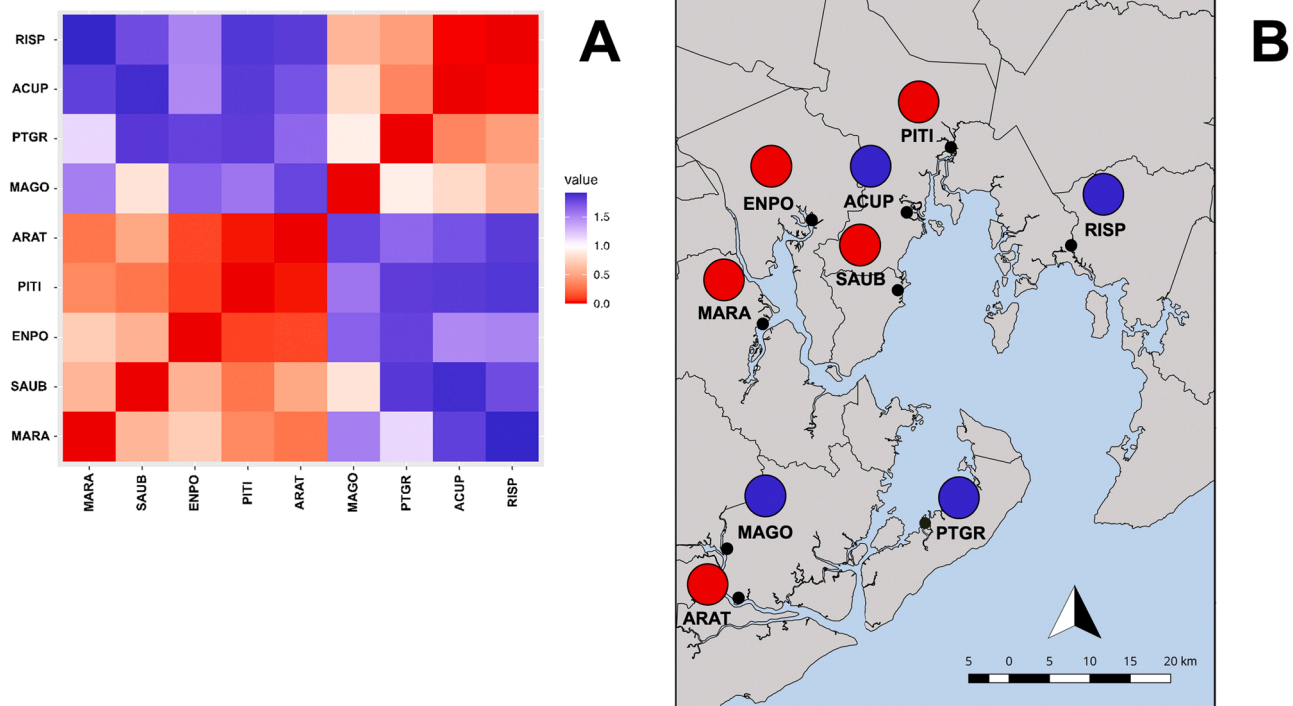 A
RISP
ACUP
PTGR
MAGO
ARAT
PITI
ENPO
SAUB
MARA
MARA SAUB ENPO PITI ARAT MAGO PTGR ACUP RISP
value
1.5
1.0
0.5
0.0
B
PITI
ENPO
ACUP
RISP
SAUB
MARA
MAGO
PTGR
ARAT
5 0 5 10 15 20 km